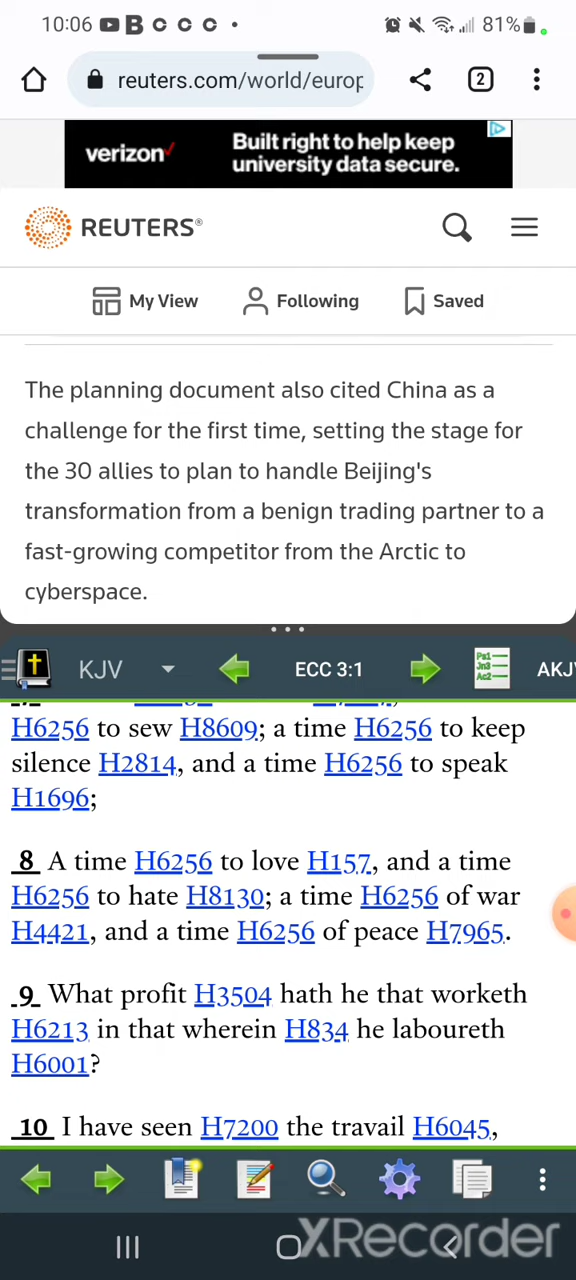 10:06 81%
reuters.com/world/europ 2
verizon Built right to help keep
university data secure.
REUTERS®
My View Following Saved
The planning document also cited China as a
challenge for the first time, setting the stage for
the 30 allies to plan to handle Beijing's
transformation from a benign trading partner to a
fast-growing competitor from the Arctic to
cyberspace.
KJV ECC 3:1 Ps1 Jn3 Ac2 AKJV
H6256 to sew H8609; a time H6256 to keep
silence H2814, and a time H6256 to speak
H1696;
8 A time H6256 to love H157, and a time
H6256 to hate H8130; a time H6256 of war
H4421, and a time H6256 of peace H7965.
9 What profit H3504 hath he that worketh
H6213 in that wherein H834 he laboureth
H6001?
10 I have seen H7200 the travail H6045,
XRecorder